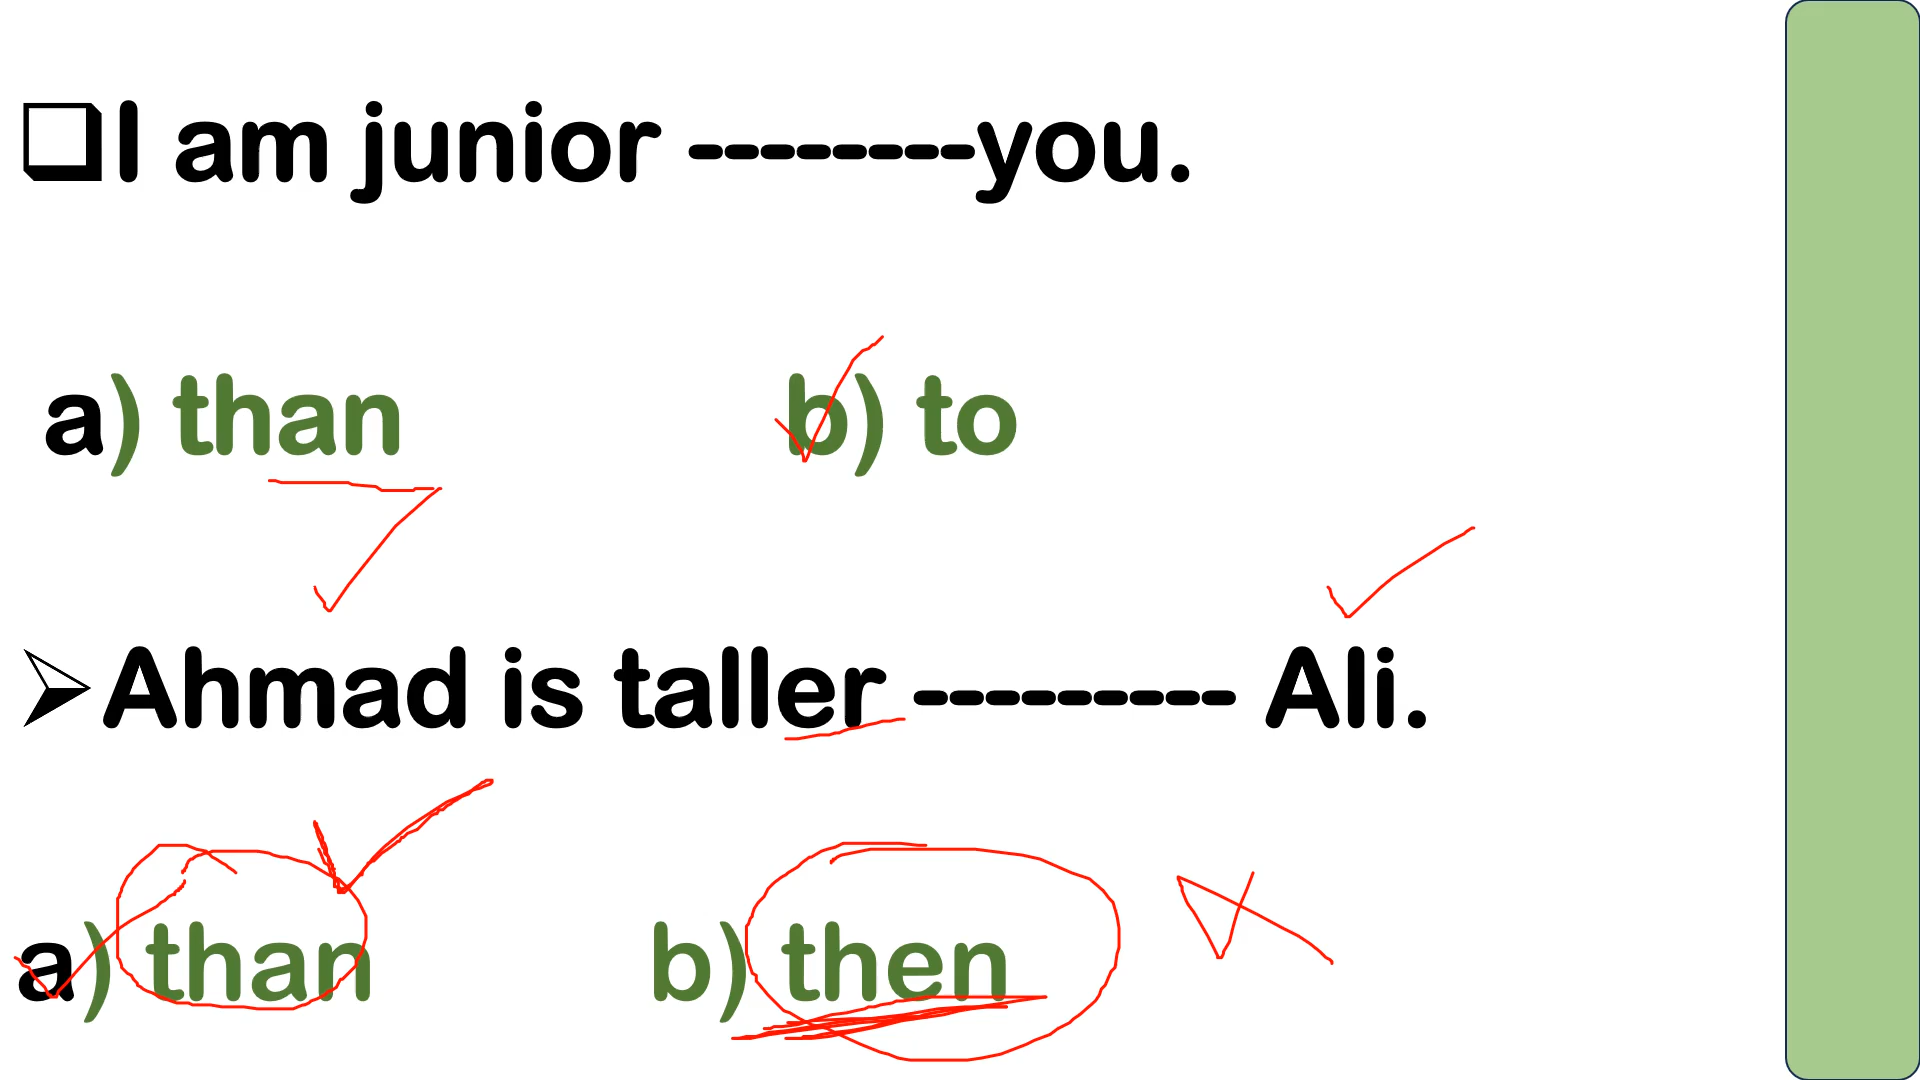 I am junior --------you.
a) than b) to
Ahmad is taller --------- Ali.
a) than b) then